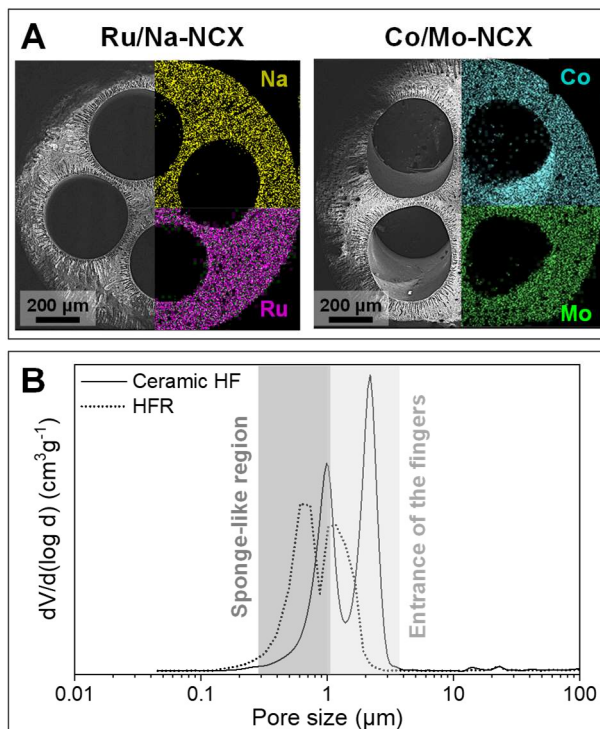 A
Ru/Na-NCX
Co/Mo-NCX
Na
Ru
200 µm
Co
Mo
200 µm
B
Ceramic HF
HFR
Sponge-like region
Entrance of the fingers
dV/d(log d) (cm³g⁻¹)
0.01
0.1
1
10
100
Pore size (µm)